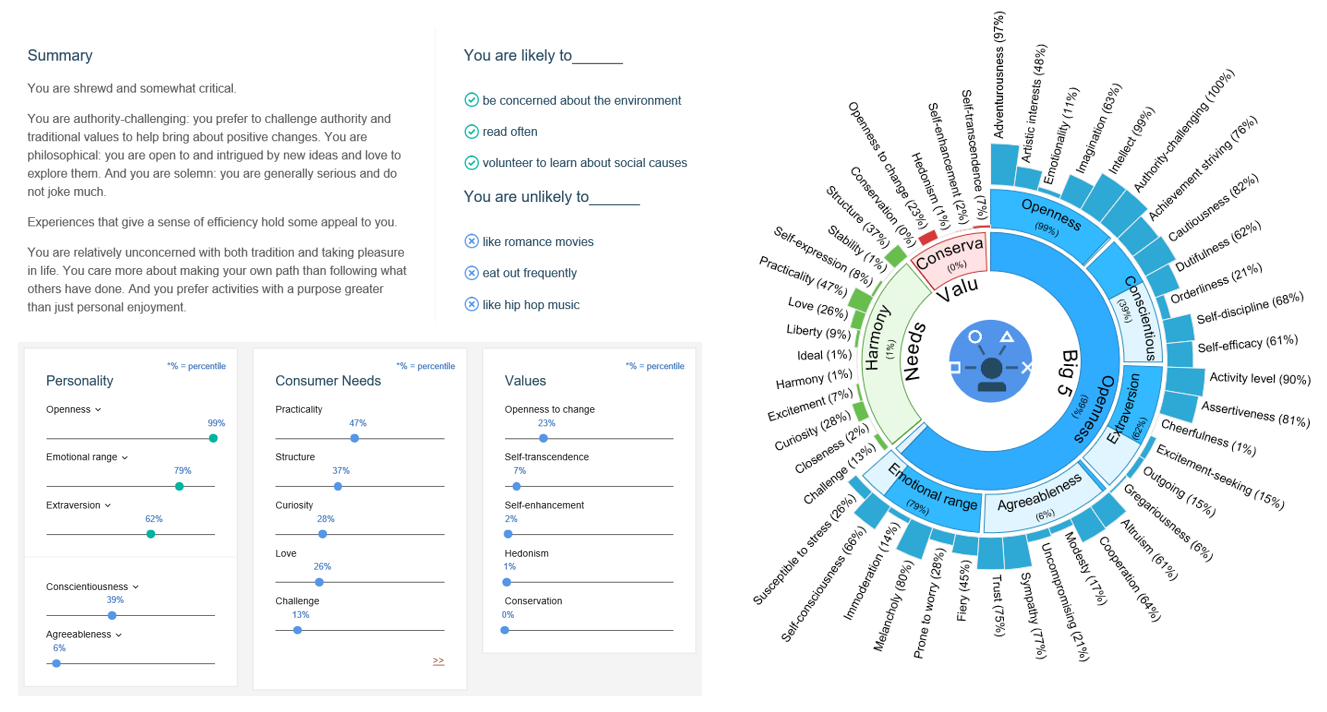 Summary
You are shrewd and somewhat critical.
You are authority-challenging: you prefer to challenge authority and
traditional values to help bring about positive changes. You are
philosophical: you are open to and intrigued by new ideas and love to
explore them. And you are solemn: you are generally serious and do
not joke much.
Experiences that give a sense of efficiency hold some appeal to you.
You are relatively unconcerned with both tradition and taking pleasure
in life. You care more about making your own path than following what
others have done. And you prefer activities with a purpose greater
than just personal enjoyment.
You are likely to______
be concerned about the environment
read often
volunteer to learn about social causes
You are unlikely to______
like romance movies
eat out frequently
like hip hop music
*% = percentile
Personality
Openness
99%
Emotional range
79%
Extraversion
62%
Conscientiousness
39%
Agreeableness
6%
*% = percentile
Consumer Needs
Practicality
47%
Structure
37%
Curiosity
28%
Love
26%
Challenge
13%
>>
*% = percentile
Values
Openness to change
23%
Self-transcendence
7%
Self-enhancement
2%
Hedonism
1%
Conservation
0%
Adventurousness (97%)
Artistic interests (48%)
Emotionality (11%)
Imagination (63%)
Intellect (99%)
Authority-challenging (100%)
Achievement striving (76%)
Cautiousness (82%)
Dutifulness (62%)
Orderliness (21%)
Self-discipline (68%)
Self-efficacy (61%)
Activity level (90%)
Assertiveness (81%)
Cheerfulness (1%)
Excitement-seeking (15%)
Outgoing (15%)
Gregariousness (6%)
Altruism (61%)
Cooperation (64%)
Modesty (17%)
Uncompromising (21%)
Sympathy (77%)
Trust (75%)
Fiery (45%)
Prone to worry (28%)
Melancholy (80%)
Immoderation (14%)
Self-consciousness (66%)
Susceptible to stress (26%)
Challenge (13%)
Closeness (2%)
Curiosity (28%)
Excitement (7%)
Harmony (1%)
Ideal (1%)
Liberty (9%)
Love (26%)
Practicality (47%)
Self-expression (8%)
Stability (1%)
Structure (37%)
Conservation (0%)
Openness to change (23%)
Hedonism (1%)
Self-enhancement (2%)
Self-transcendence (7%)
Openness
(99%)
Conscientious
(39%)
Extraversion
(62%)
Agreeableness
(6%)
Emotional range
(79%)
Harmony
(1%)
Conserva
(0%)
Openness
(99%)
Big 5
Needs
Valu